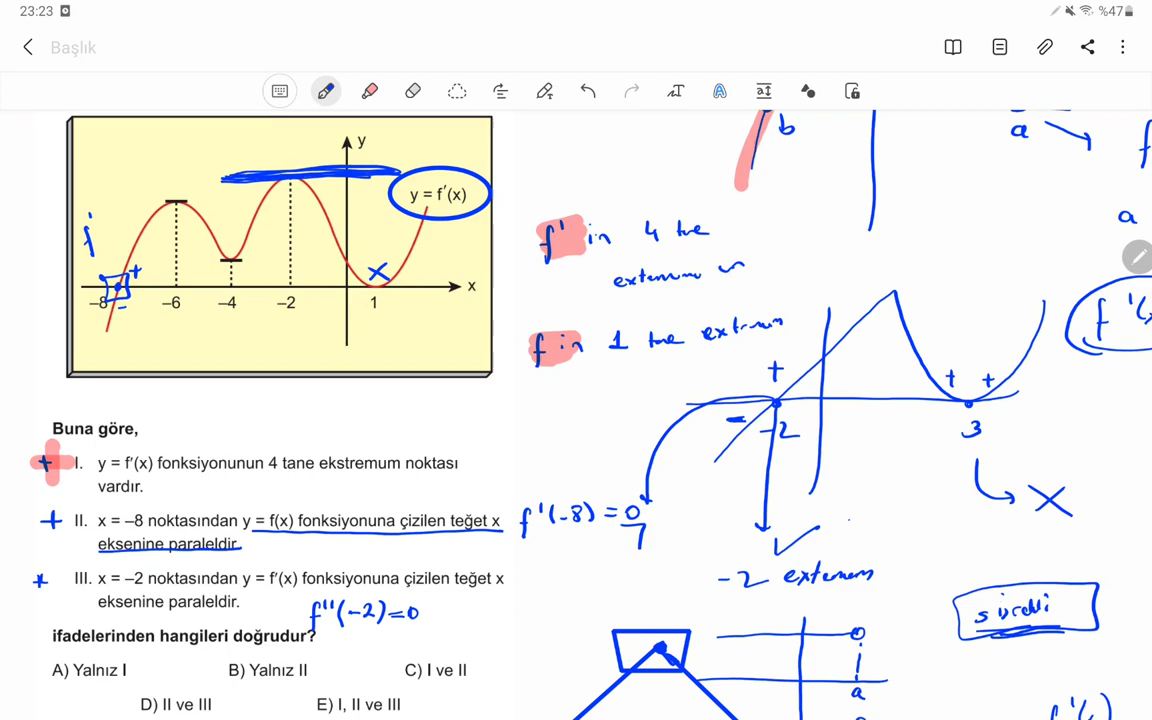 23:23
%47
Başlık
y
y = f'(x)
x
–8
–6
–4
–2
1
+
-
Buna göre,
+ I. y = f'(x) fonksiyonunun 4 tane ekstremum noktası
vardır.
+ II. x = –8 noktasından y = f(x) fonksiyonuna çizilen teğet x
eksenine paraleldir.
III. x = –2 noktasından y = f'(x) fonksiyonuna çizilen teğet x
eksenine paraleldir.
f''(-2)=0
ifadelerinden hangileri doğrudur?
A) Yalnız I
B) Yalnız II
C) I ve II
D) II ve III
E) I, II ve III
b
a
f
a
f' in 4 tne
f in 1 tne extremum
f'(
+
-
-2
+ +
3
f'(-8) = 0
-2 extremum
sürekli
a